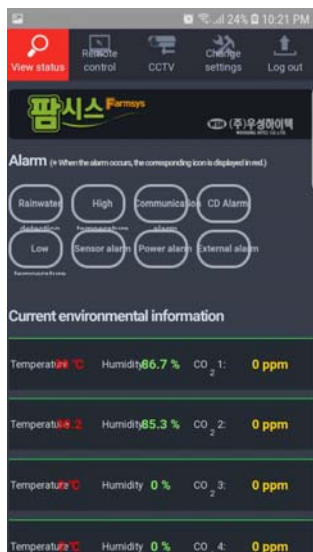 24% 10:21 PM
View status Remote control CCTV Change settings Log out
팜시스 Farmsys
(주)우성하이텍
Alarm (※ When the alarm occurs, the corresponding icon is displayed in red.)
Rainwater detection High temperature Communication alarm CD Alarm
Low temperature Sensor alarm Power alarm External alarm
Current environmental information
Temperature ℃ Humidity 86.7 % CO2 1: 0 ppm
Temperature Humidity 85.3 % CO2 2: 0 ppm
Temperature ℃ Humidity 0 % CO2 3: 0 ppm
Temperature ℃ Humidity 0 % CO2 4: 0 ppm